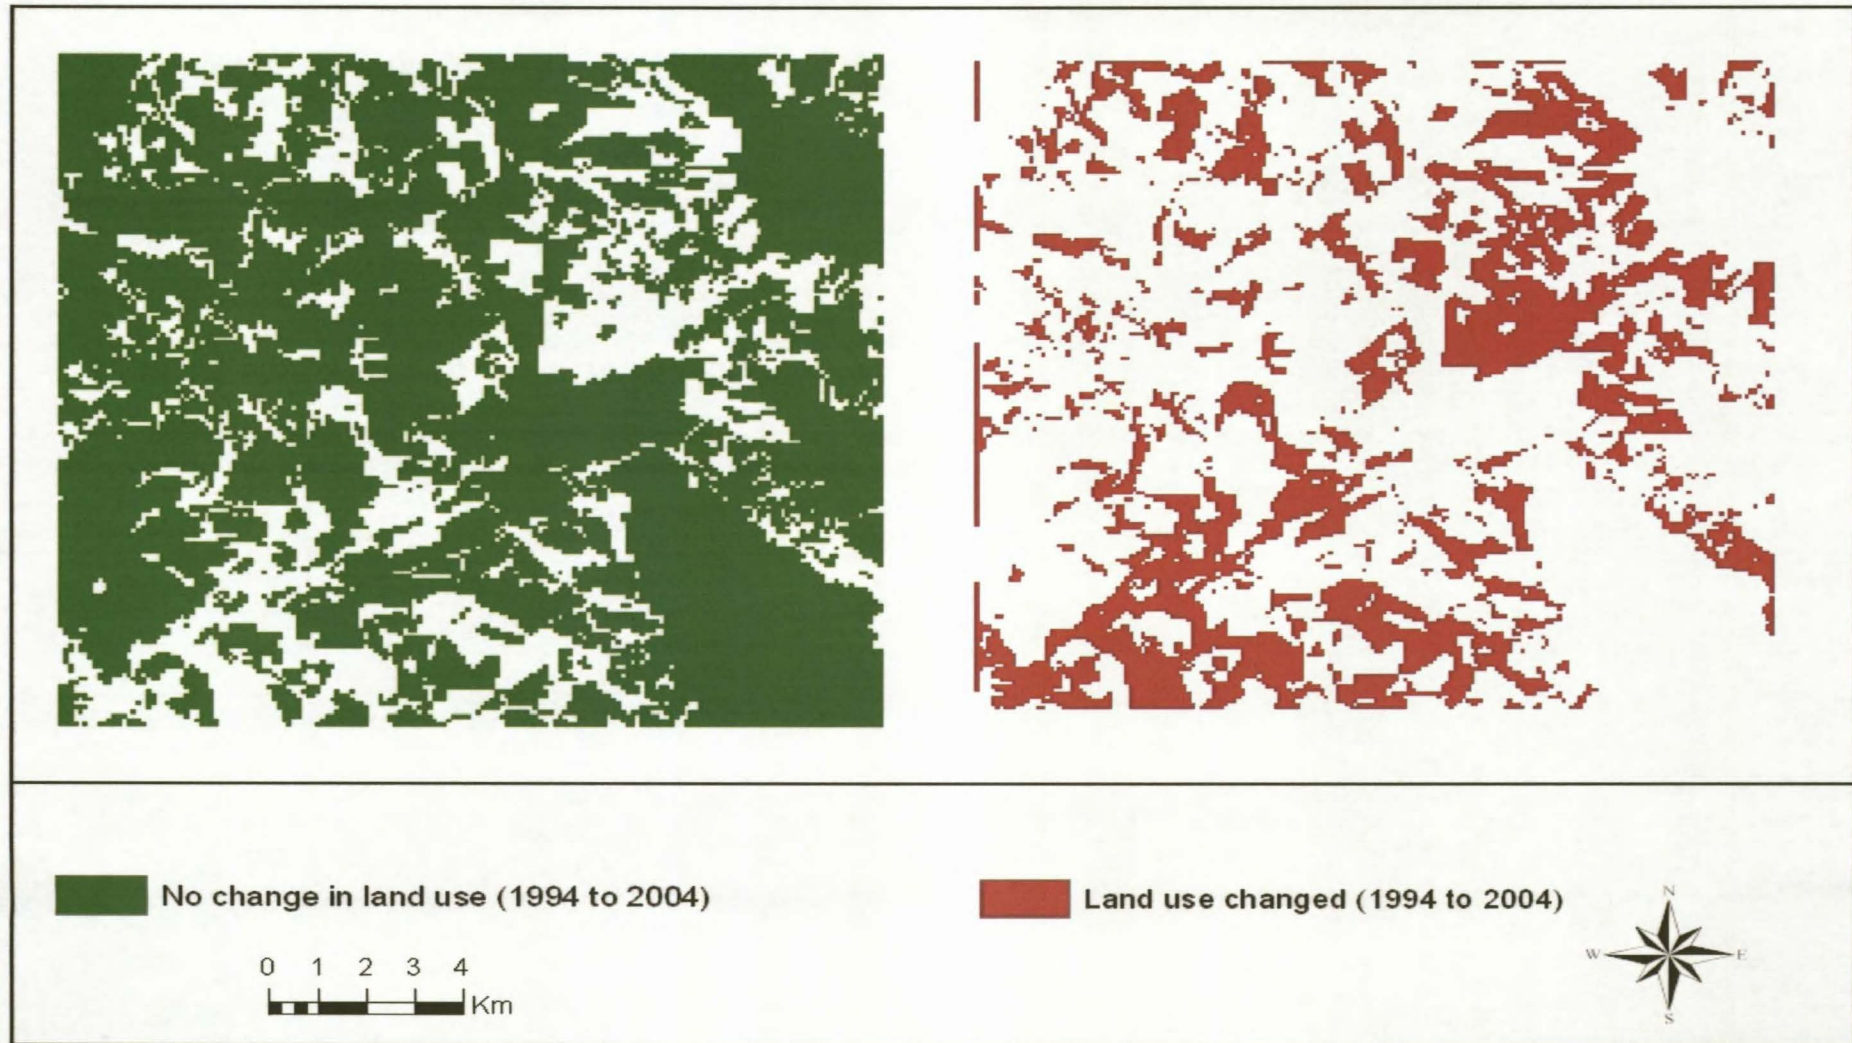 No change in land use (1994 to 2004)
Land use changed (1994 to 2004)
0 1 2 3 4
Km
N
W E
S